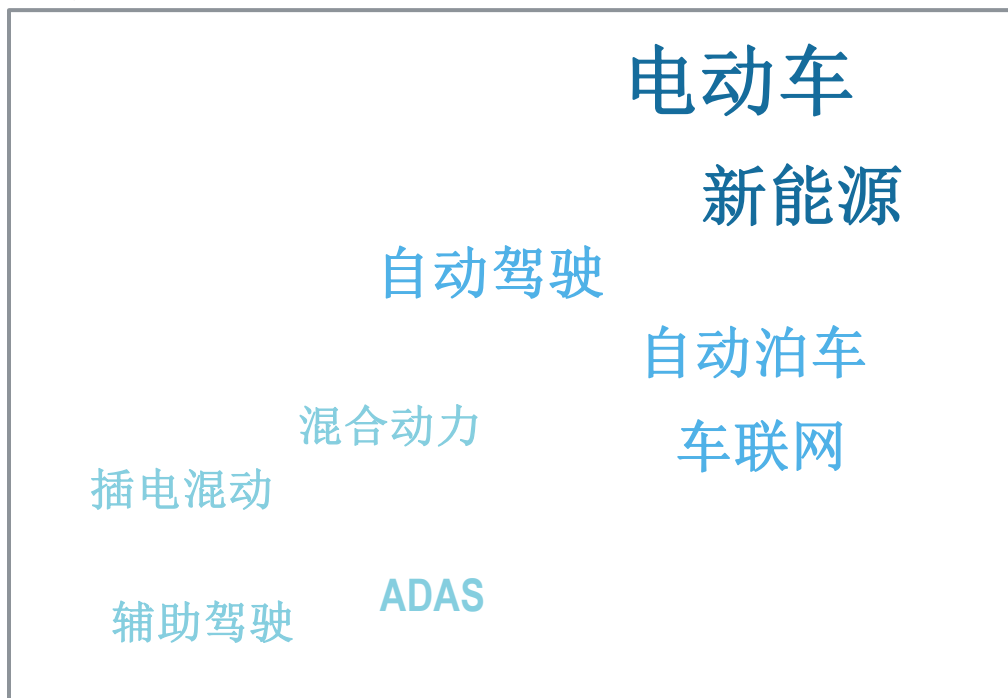 电动车
新能源
自动驾驶
自动泊车
混合动力
车联网
插电混动
ADAS
辅助驾驶